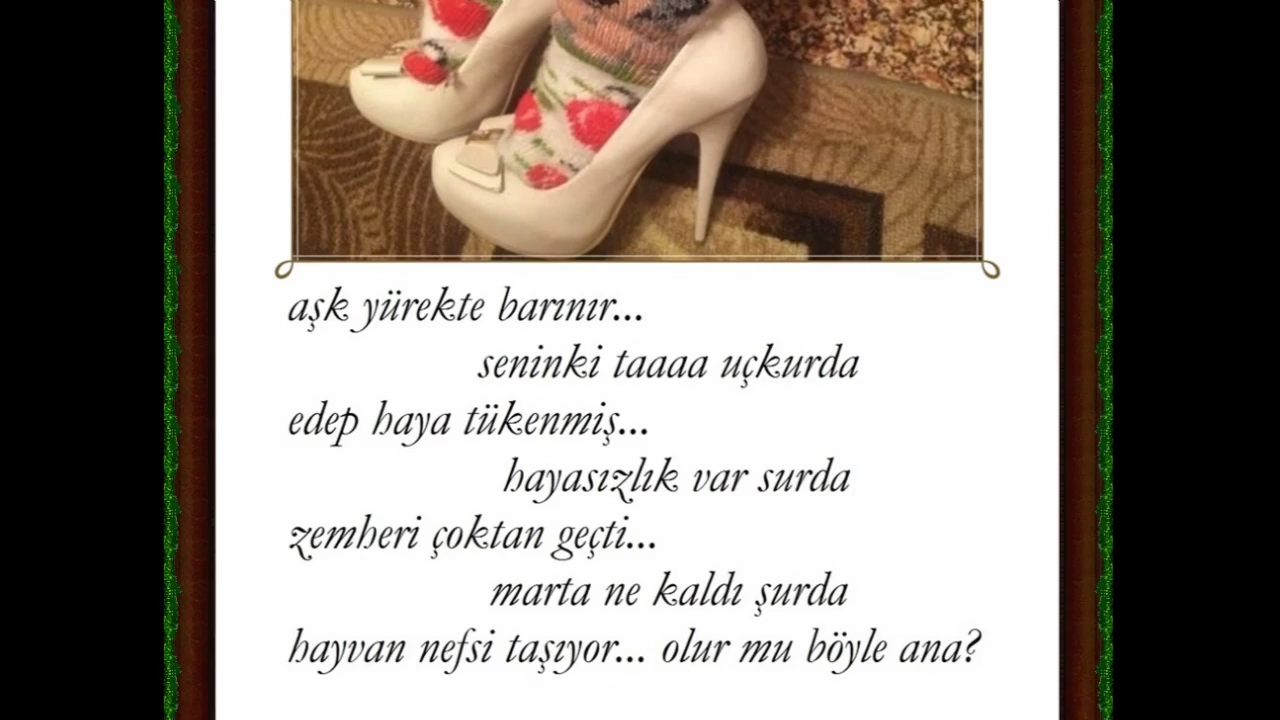 aşk yürekte barınır...
seninki taaaa uçkurda
edep haya tükenmiş...
hayasızlık var surda
zemheri çoktan geçti...
marta ne kaldı şurda
hayvan nefsi taşıyor... olur mu böyle ana?